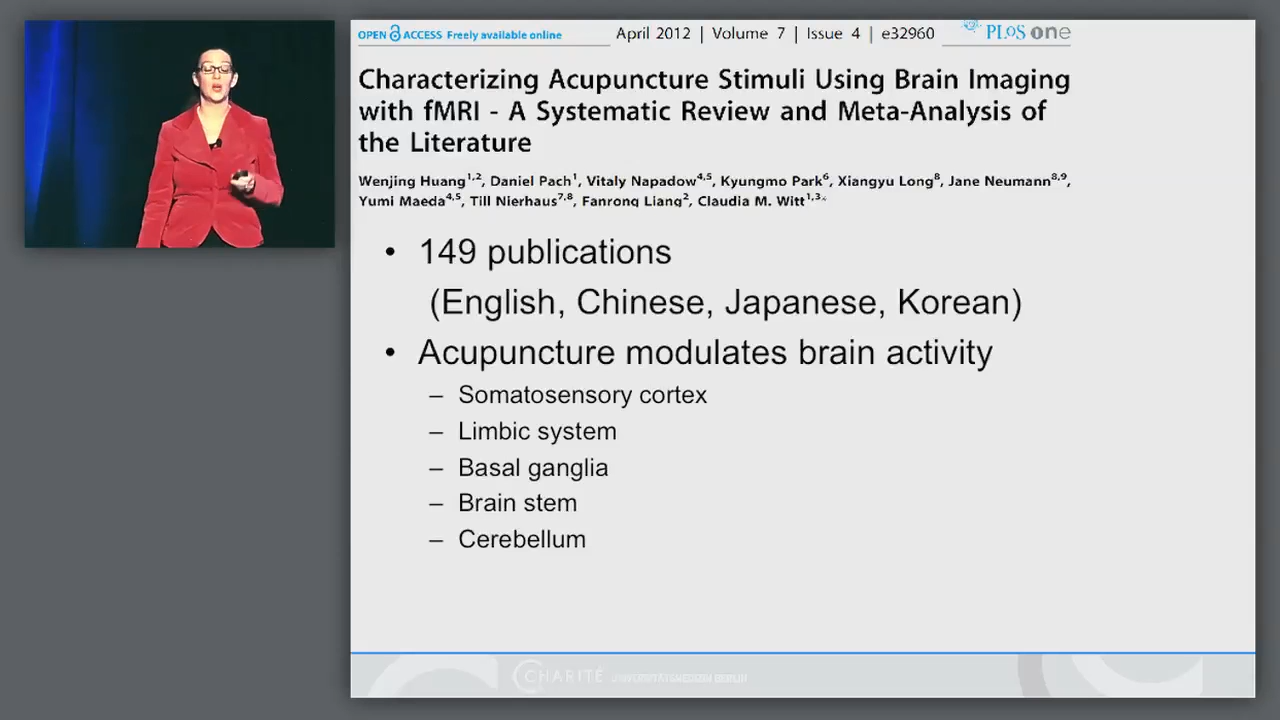 OPEN ACCESS Freely available online
April 2012 | Volume 7 | Issue 4 | e32960
PLoS one
Characterizing Acupuncture Stimuli Using Brain Imaging
with fMRI - A Systematic Review and Meta-Analysis of
the Literature
Wenjing Huang1,2, Daniel Pach1, Vitaly Napadow4,5, Kyungmo Park6, Xiangyu Long8, Jane Neumann8,9,
Yumi Maeda4,5, Till Nierhaus7,8, Fanrong Liang2, Claudia M. Witt1,3*
• 149 publications
(English, Chinese, Japanese, Korean)
• Acupuncture modulates brain activity
– Somatosensory cortex
– Limbic system
– Basal ganglia
– Brain stem
– Cerebellum
CHARITÉ UNIVERSITÄTSMEDIZIN BERLIN